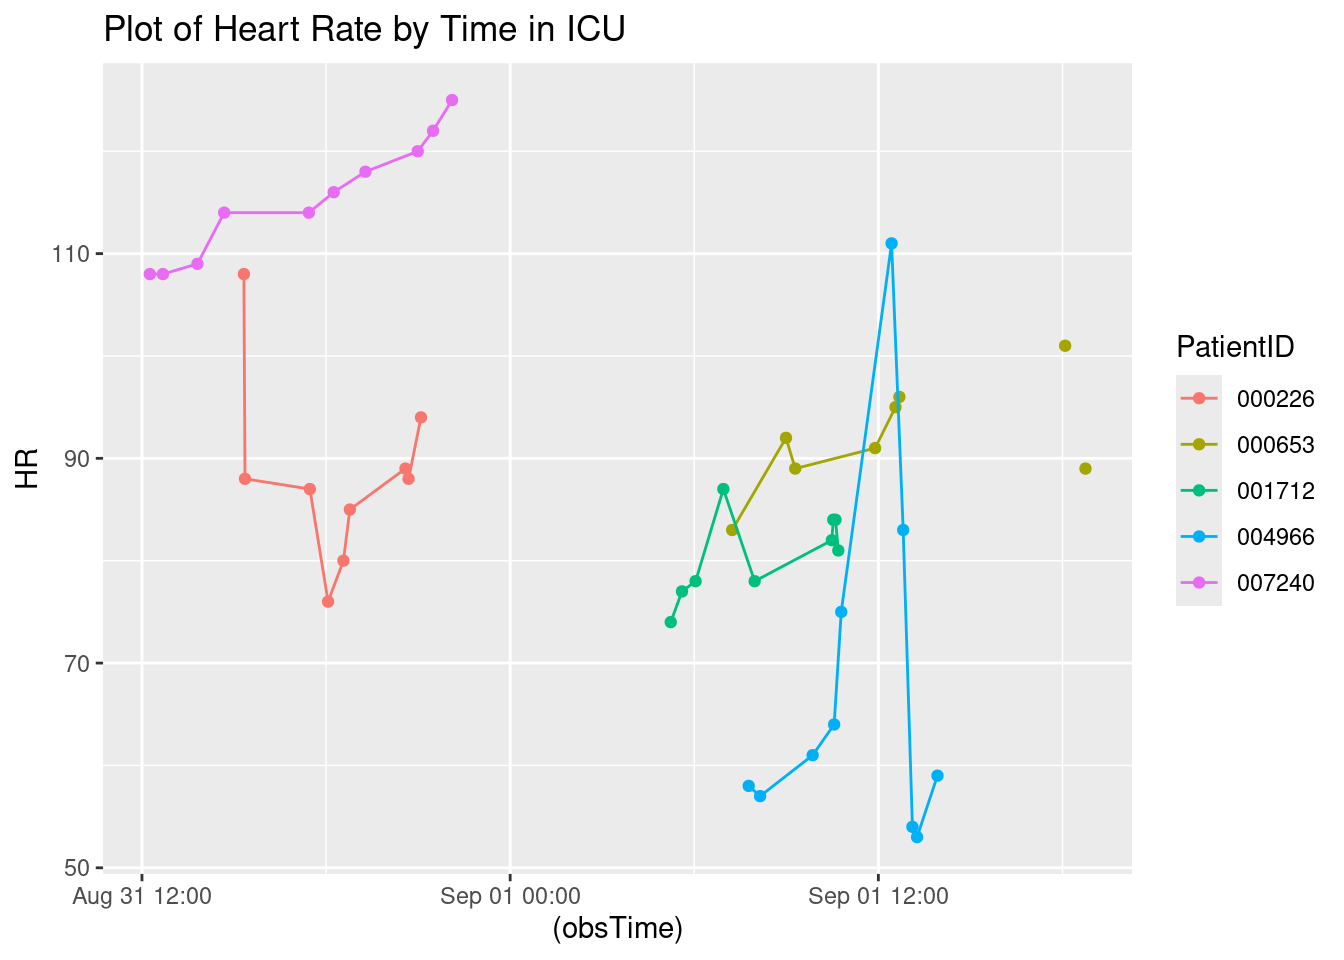 Plot of Heart Rate by Time in ICU
HR
110
90
70
50
Aug 31 12:00
Sep 01 00:00
Sep 01 12:00
(obsTime)
PatientID
000226
000653
001712
004966
007240